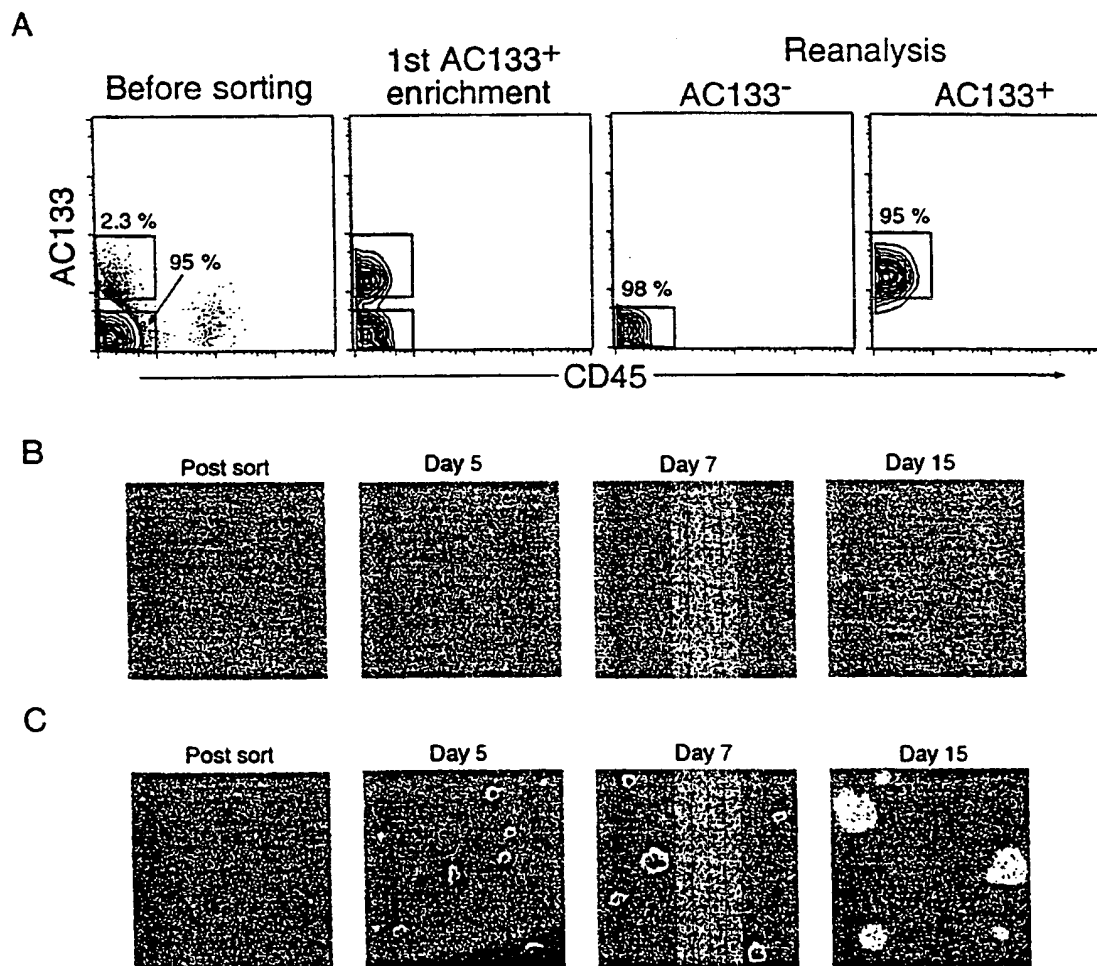 A
Before sorting
1st AC133+
enrichment
Reanalysis
AC133-
AC133+
AC133
2.3 %
95 %
98 %
95 %
CD45
B
Post sort
Day 5
Day 7
Day 15
C
Post sort
Day 5
Day 7
Day 15